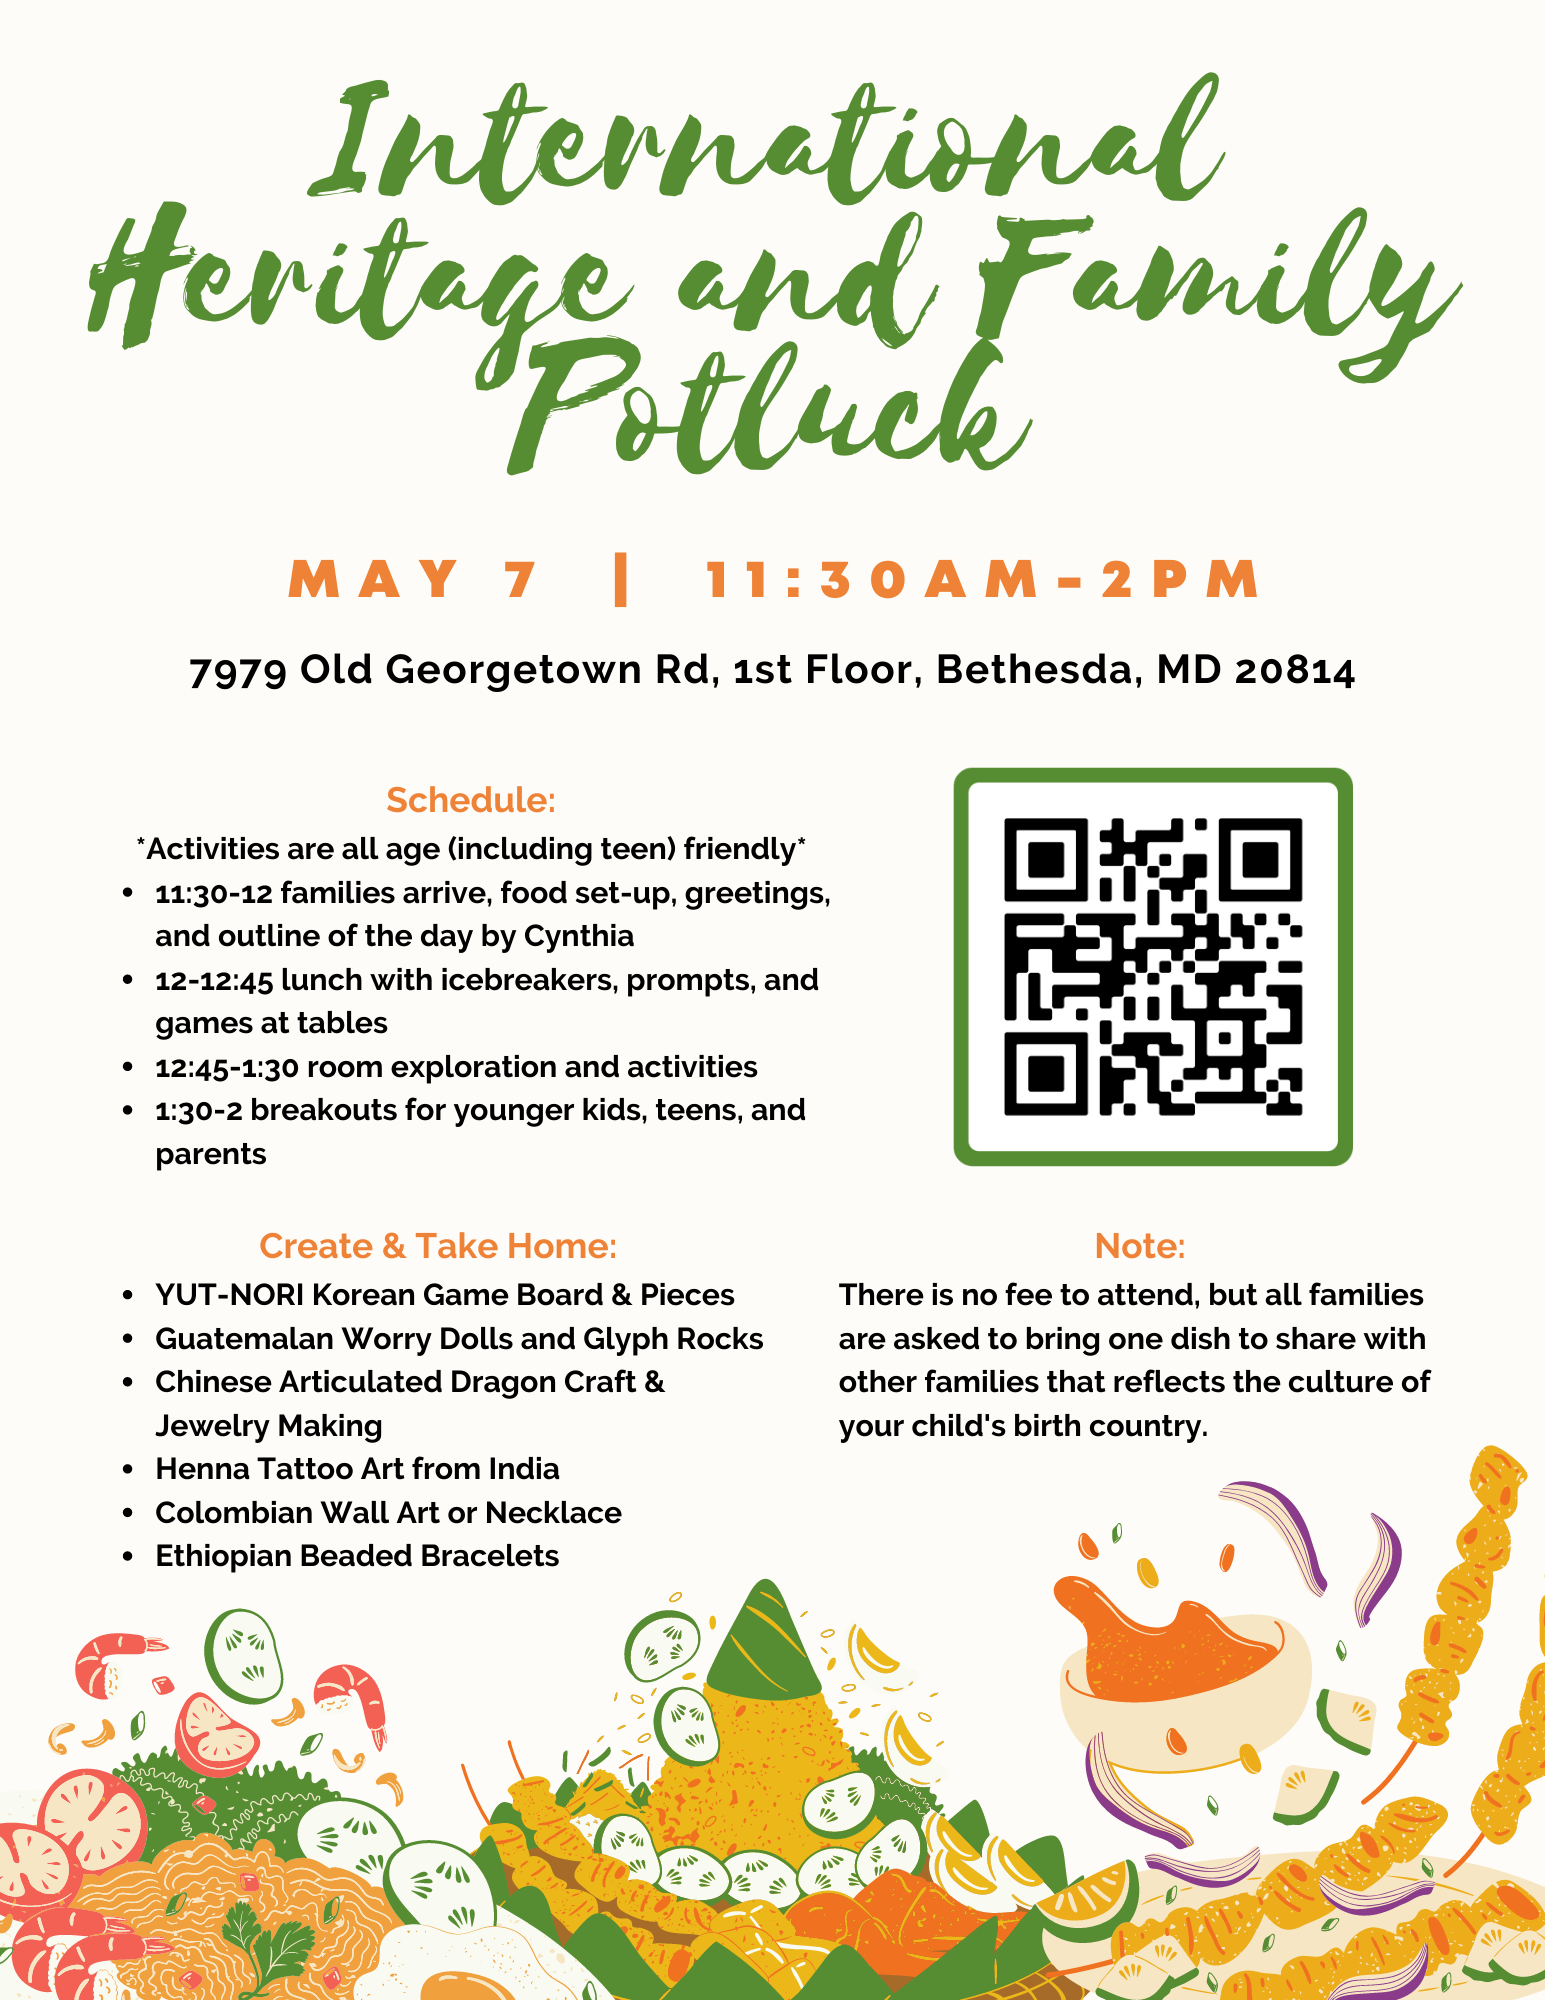 International
Heritage and Family
Potluck
MAY 7 | 11:30AM-2PM
7979 Old Georgetown Rd, 1st Floor, Bethesda, MD 20814
Schedule:
*Activities are all age (including teen) friendly*
• 11:30-12 families arrive, food set-up, greetings,
and outline of the day by Cynthia
• 12-12:45 lunch with icebreakers, prompts, and
games at tables
• 12:45-1:30 room exploration and activities
• 1:30-2 breakouts for younger kids, teens, and
parents
Create & Take Home:
• YUT-NORI Korean Game Board & Pieces
• Guatemalan Worry Dolls and Glyph Rocks
• Chinese Articulated Dragon Craft &
Jewelry Making
• Henna Tattoo Art from India
• Colombian Wall Art or Necklace
• Ethiopian Beaded Bracelets
Note:
There is no fee to attend, but all families
are asked to bring one dish to share with
other families that reflects the culture of
your child's birth country.